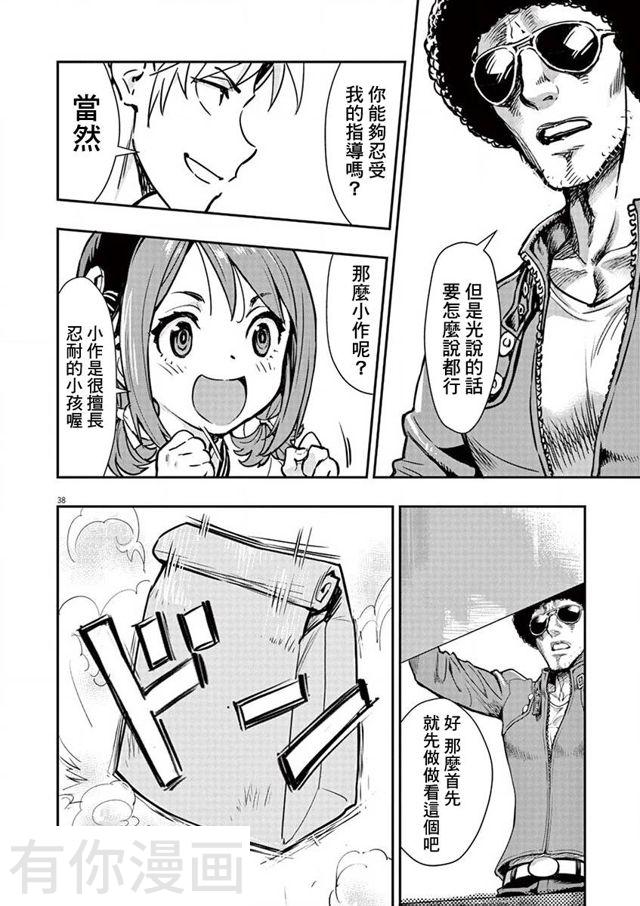 但是光說的話
要怎麼說都行
你能夠忍受
我的指導嗎？
當然
那麼小作呢？
小作是很擅長
忍耐的小孩喔
38
好 那麼首先
就先做做看這個吧
ドーン
有你漫画